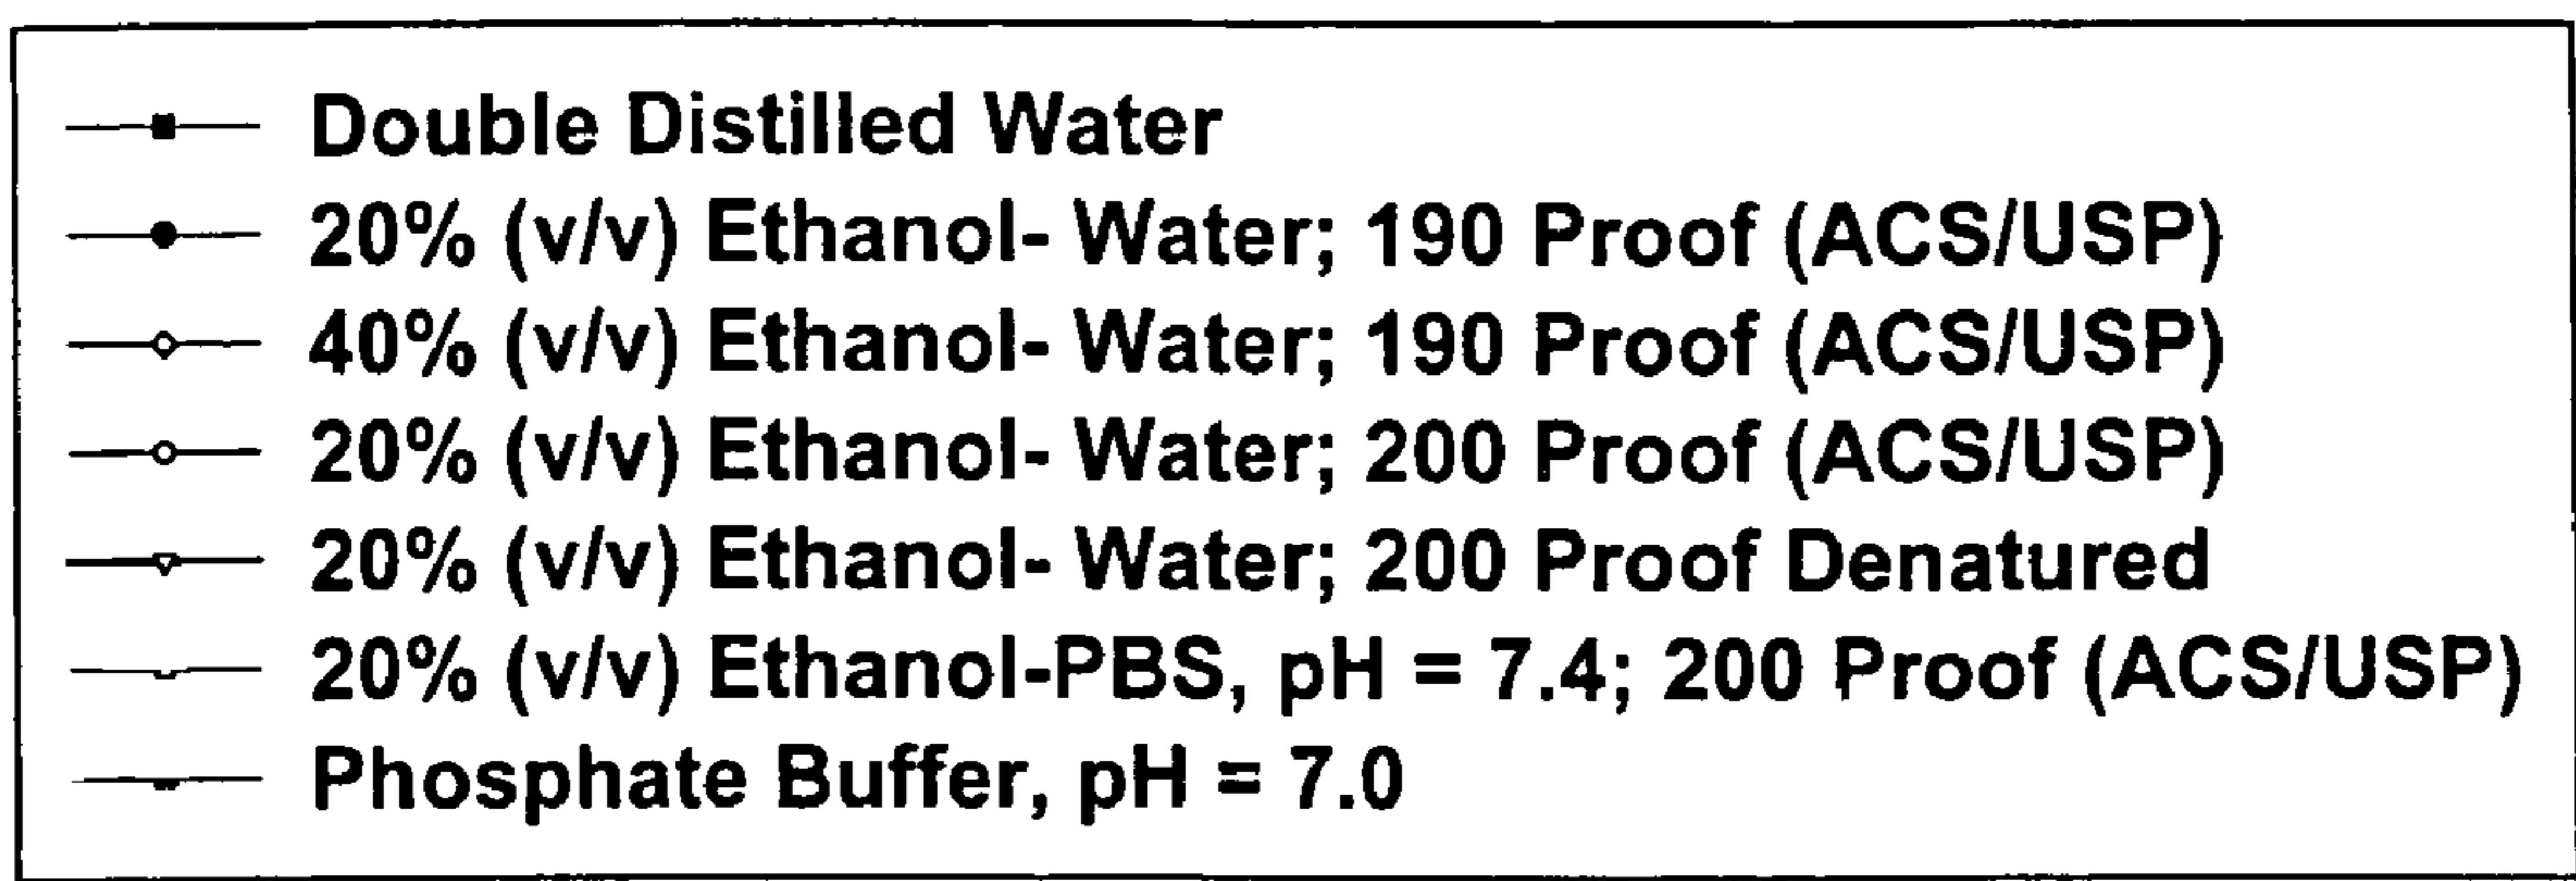 Double Distilled Water
20% (v/v) Ethanol- Water; 190 Proof (ACS/USP)
40% (v/v) Ethanol- Water; 190 Proof (ACS/USP)
20% (v/v) Ethanol- Water; 200 Proof (ACS/USP)
20% (v/v) Ethanol- Water; 200 Proof Denatured
20% (v/v) Ethanol-PBS, pH = 7.4; 200 Proof (ACS/USP)
Phosphate Buffer, pH = 7.0